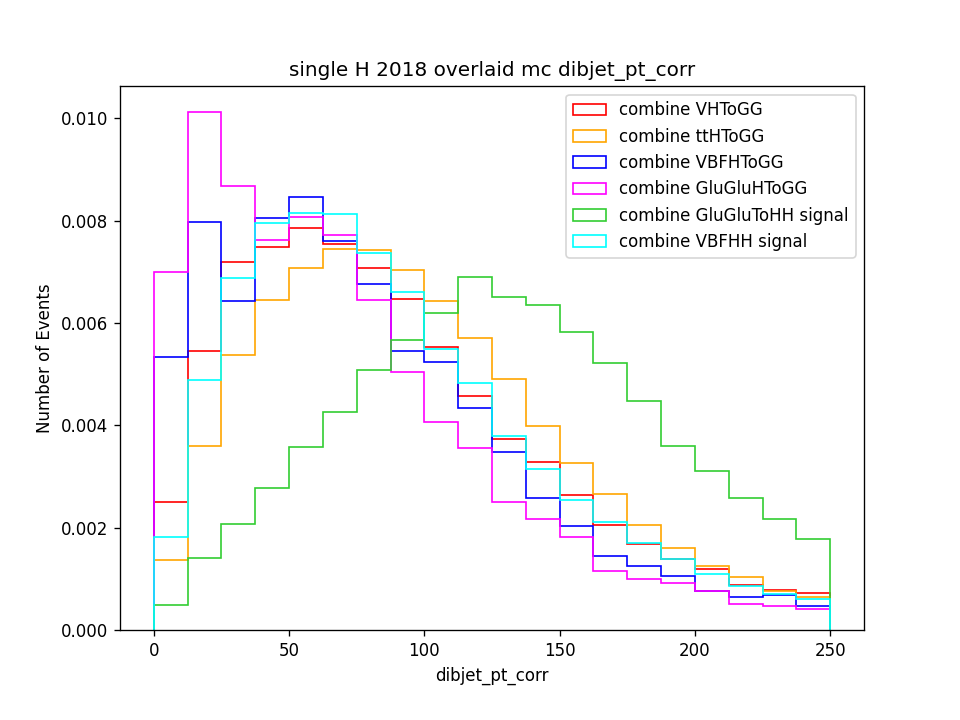 single H 2018 overlaid mc dibjet_pt_corr
combine VHToGG
combine ttHToGG
combine VBFHToGG
combine GluGluHToGG
combine GluGluToHH signal
combine VBFHH signal
Number of Events
0.010
0.008
0.006
0.004
0.002
0.000
0 50 100 150 200 250
dibjet_pt_corr